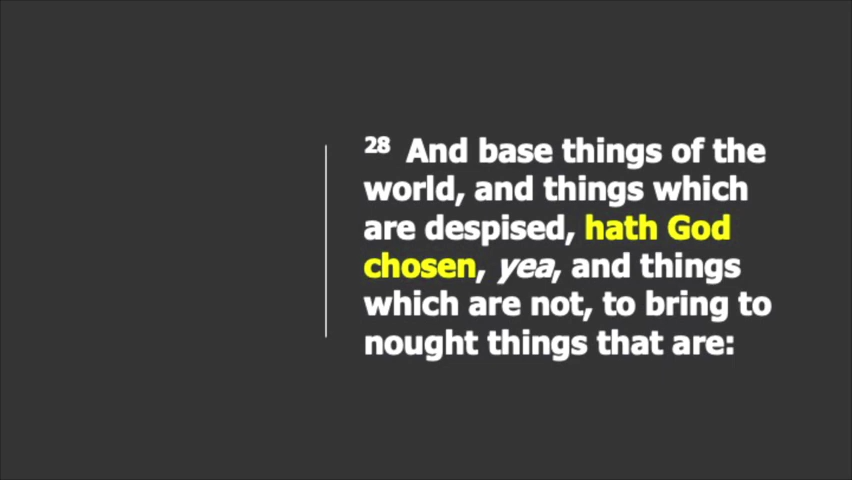 28 And base things of the
world, and things which
are despised, hath God
chosen, yea, and things
which are not, to bring to
nought things that are: